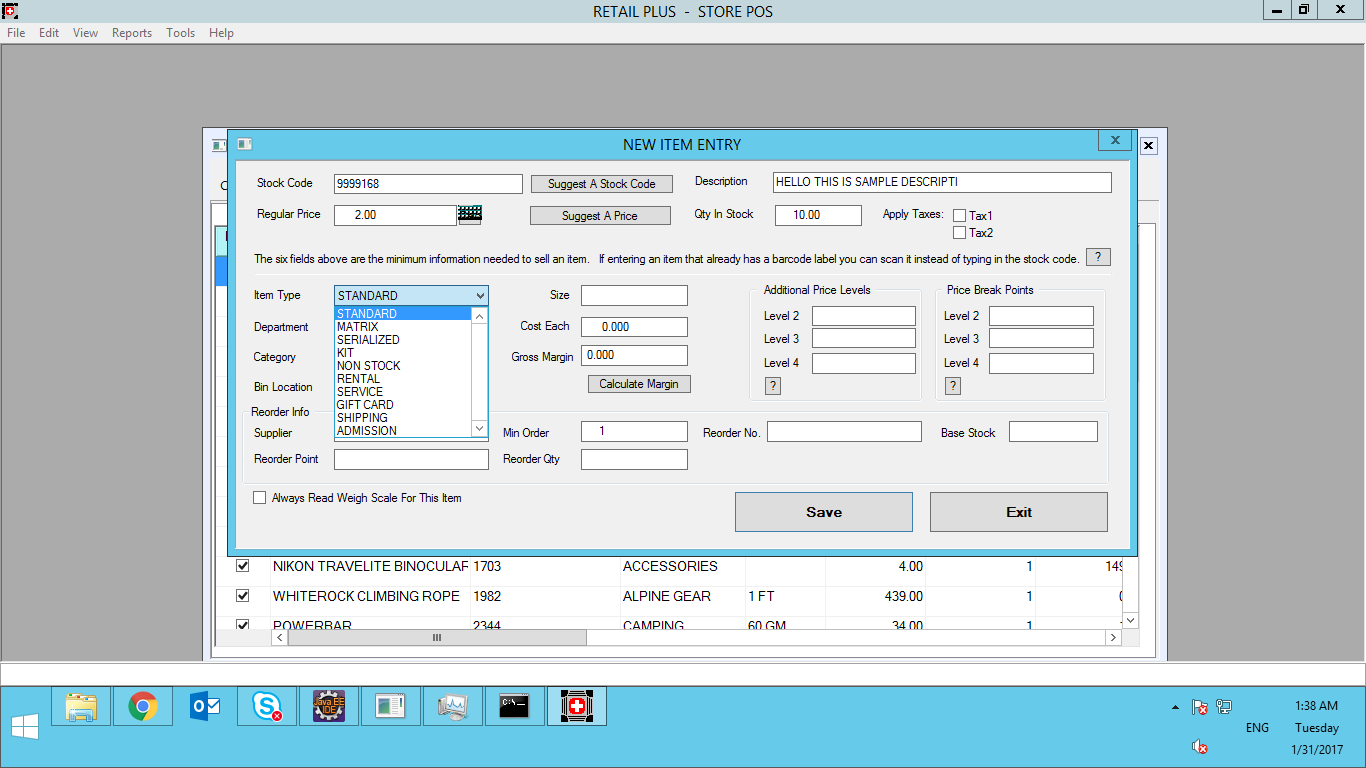 RETAIL PLUS - STORE POS
File Edit View Reports Tools Help
NEW ITEM ENTRY
Stock Code 9999168 Suggest A Stock Code Description HELLO THIS IS SAMPLE DESCRIPTI
Regular Price 2.00 Suggest A Price Qty In Stock 10.00 Apply Taxes: Tax1
Tax2
The six fields above are the minimum information needed to sell an item. If entering an item that already has a barcode label you can scan it instead of typing in the stock code. ?
Item Type STANDARD Size Additional Price Levels Price Break Points
STANDARD
MATRIX
SERIALIZED
KIT
NON STOCK
RENTAL
SERVICE
GIFT CARD
SHIPPING
ADMISSION
Department Cost Each 0.000 Level 2 Level 2
Category Gross Margin 0.000 Level 3 Level 3
Level 4 Level 4
Bin Location Calculate Margin ? ?
Reorder Info
Supplier Min Order 1 Reorder No. Base Stock
Reorder Point Reorder Qty
Always Read Weigh Scale For This Item Save Exit
NIKON TRAVELITE BINOCULAR 1703 ACCESSORIES 4.00 1
WHITEROCK CLIMBING ROPE 1982 ALPINE GEAR 1 FT 439.00 1
POWERBAR 2344 CAMPING 60 GM 34.00 1
Java EE
IDE
C:\
1:38 AM
ENG Tuesday
1/31/2017